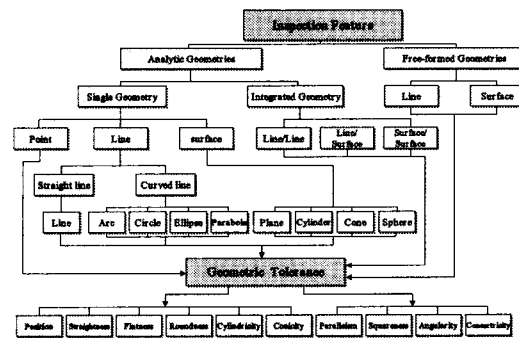 Inspection Feature
Analytic Geometries
Free-formed Geometries
Single Geometry
Integrated Geometry
Line
Surface
Point
Line
surface
Line/Line
Line/
Surface
Surface/
Surface
Straight line
Curved line
Line
Arc
Circle
Ellipse
Parabola
Plane
Cylinder
Cone
Sphere
Geometric Tolerance
Position
Straightness
Flatness
Roundness
Cylindricity
Conicity
Parallelism
Squareness
Angularity
Concentricity